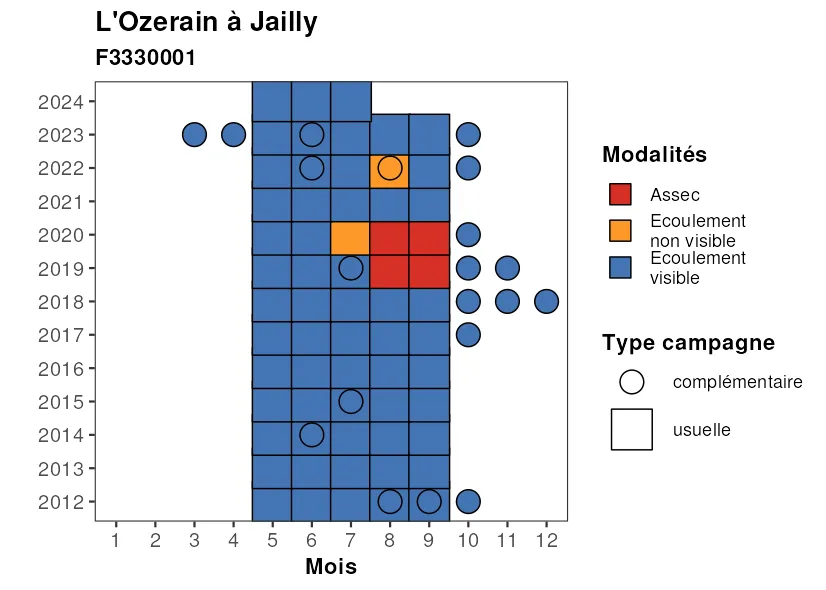 L'Ozerain à Jailly
F3330001
2024
2023
2022
2021
2020
2019
2018
2017
2016
2015
2014
2013
2012
1 2 3 4 5 6 7 8 9 10 11 12
Mois
Modalités
Assec
Ecoulement
non visible
Ecoulement
visible
Type campagne
complémentaire
usuelle